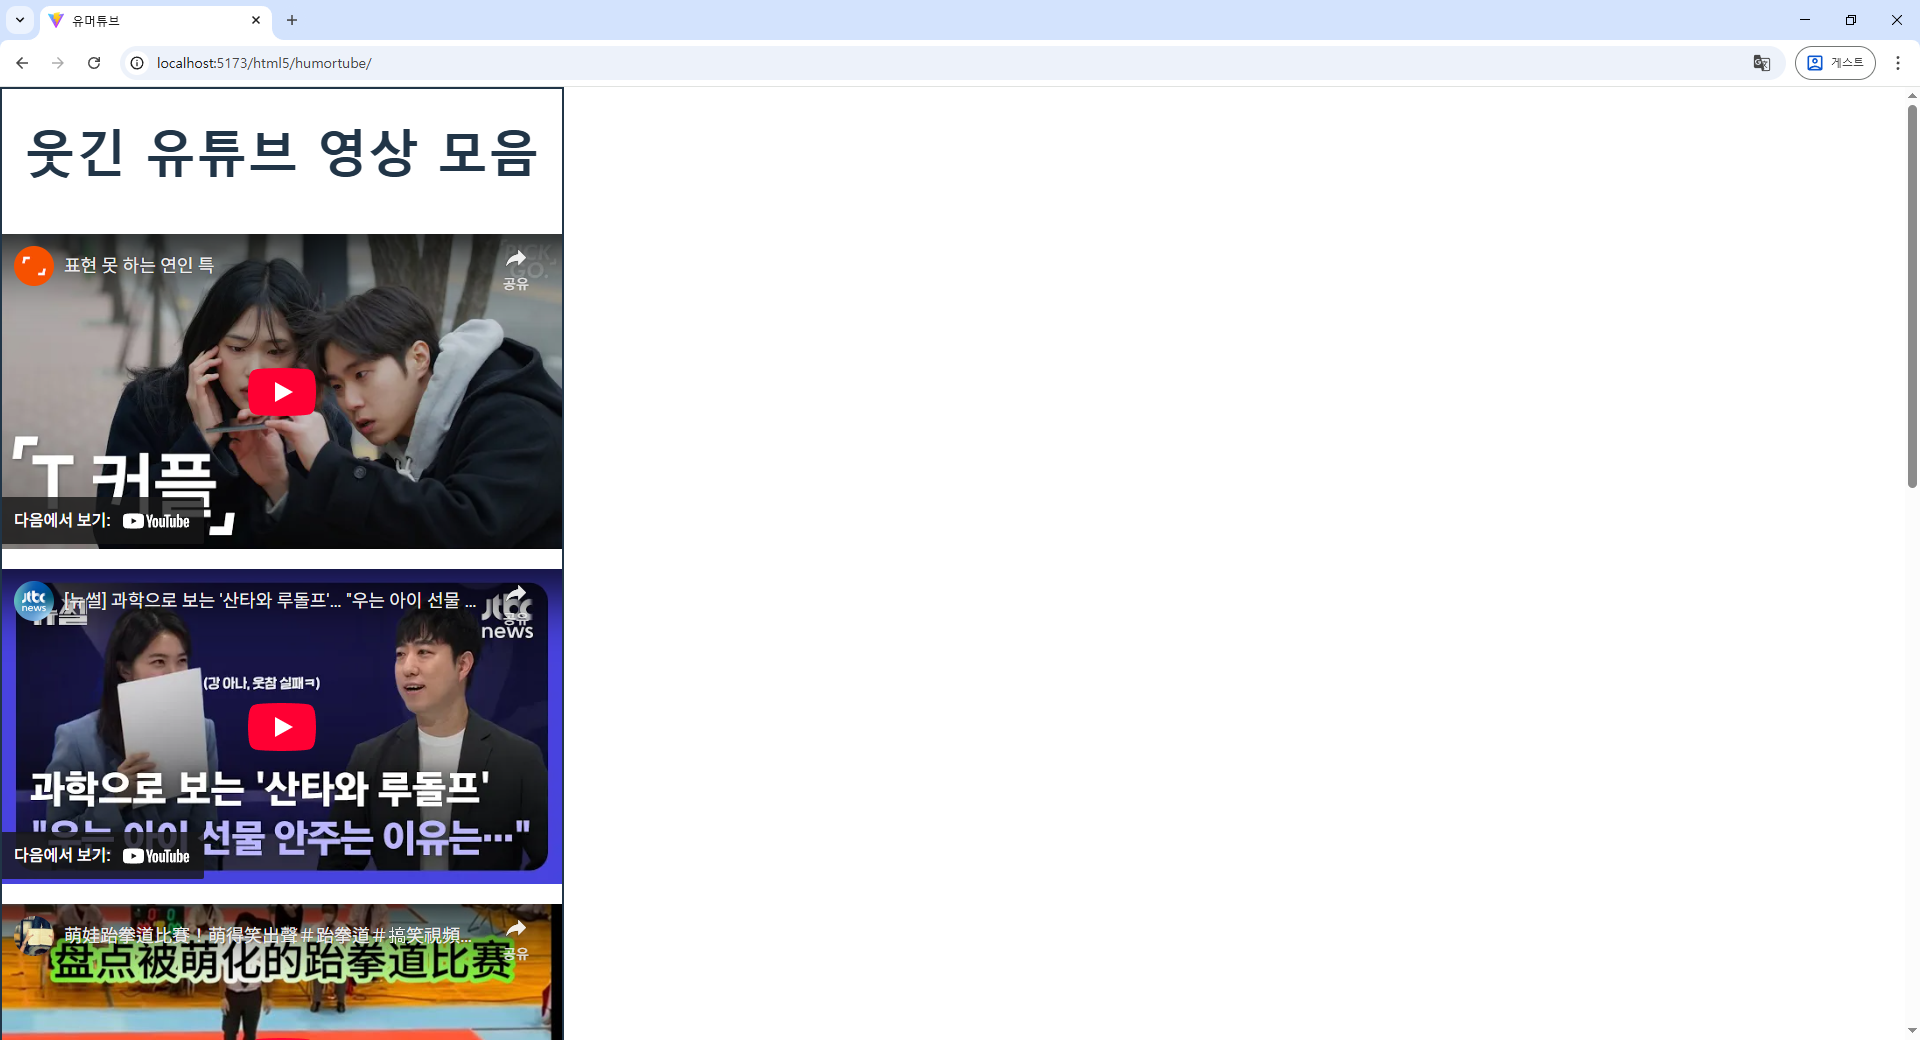 유머튜브
localhost:5173/html5/humortube/
게스트
웃긴 유튜브 영상 모음
표현 못 하는 연인 특
PICK
GO.
공유
「T 커플」
다음에서 보기: YouTube
jtbc
news
[뉴썰] 과학으로 보는 '산타와 루돌프'... "우는 아이 선물 ...
뉴썰
공유
jtbc
news
(강 아나, 웃참 실패ㅋ)
과학으로 보는 '산타와 루돌프'
"우는 아이 선물 안주는 이유는…"
다음에서 보기: YouTube
萌娃跆拳道比賽！萌得笑出聲＃跆拳道＃搞笑視頻...
공유
盘点被萌化的跆拳道比赛